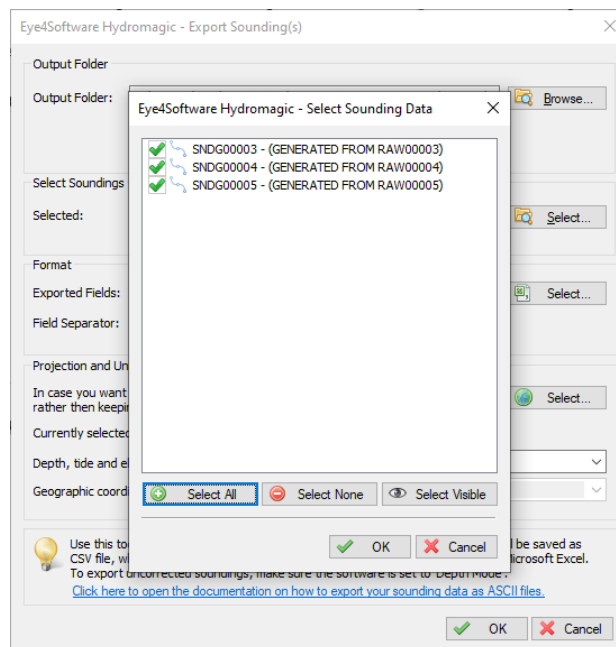 Eye4Software Hydromagic - Export Sounding(s)
Output Folder
Output Folder:
Browse...
Eye4Software Hydromagic - Select Sounding Data
SNDG00003 - (GENERATED FROM RAW00003)
SNDG00004 - (GENERATED FROM RAW00004)
SNDG00005 - (GENERATED FROM RAW00005)
Select Soundings
Selected:
Select...
Format
Exported Fields:
Select...
Field Separator:
Projection and Un
In case you want
rather then keepi
Select...
Currently selected
Depth, tide and el
Geographic coordi
Select All
Select None
Select Visible
OK
Cancel
Use this to
l be saved as
CSV file, w
licrosoft Excel.
To export uncorrected soundings, make sure the software is set to 'Depth Mode'.
Click here to open the documentation on how to export your sounding data as ASCII files.
OK
Cancel